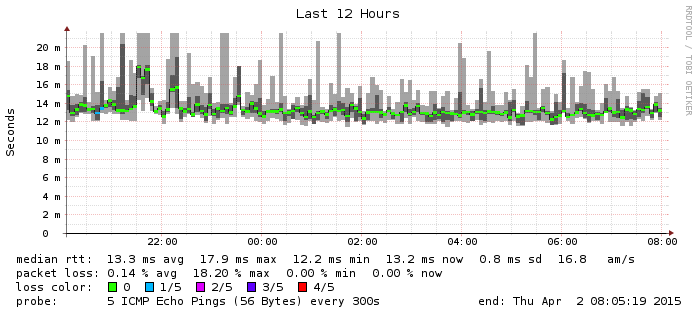 Last 12 Hours
RRDTOOL / TOBI OETIKER
Seconds
20 m
18 m
16 m
14 m
12 m
10 m
8 m
6 m
4 m
2 m
0
22:00 00:00 02:00 04:00 06:00 08:00
median rtt: 13.3 ms avg 17.9 ms max 12.2 ms min 13.2 ms now 0.8 ms sd 16.8 am/s
packet loss: 0.14 % avg 18.20 % max 0.00 % min 0.00 % now
loss color: 0 1/5 2/5 3/5 4/5
probe: 5 ICMP Echo Pings (56 Bytes) every 300s end: Thu Apr 2 08:05:19 2015